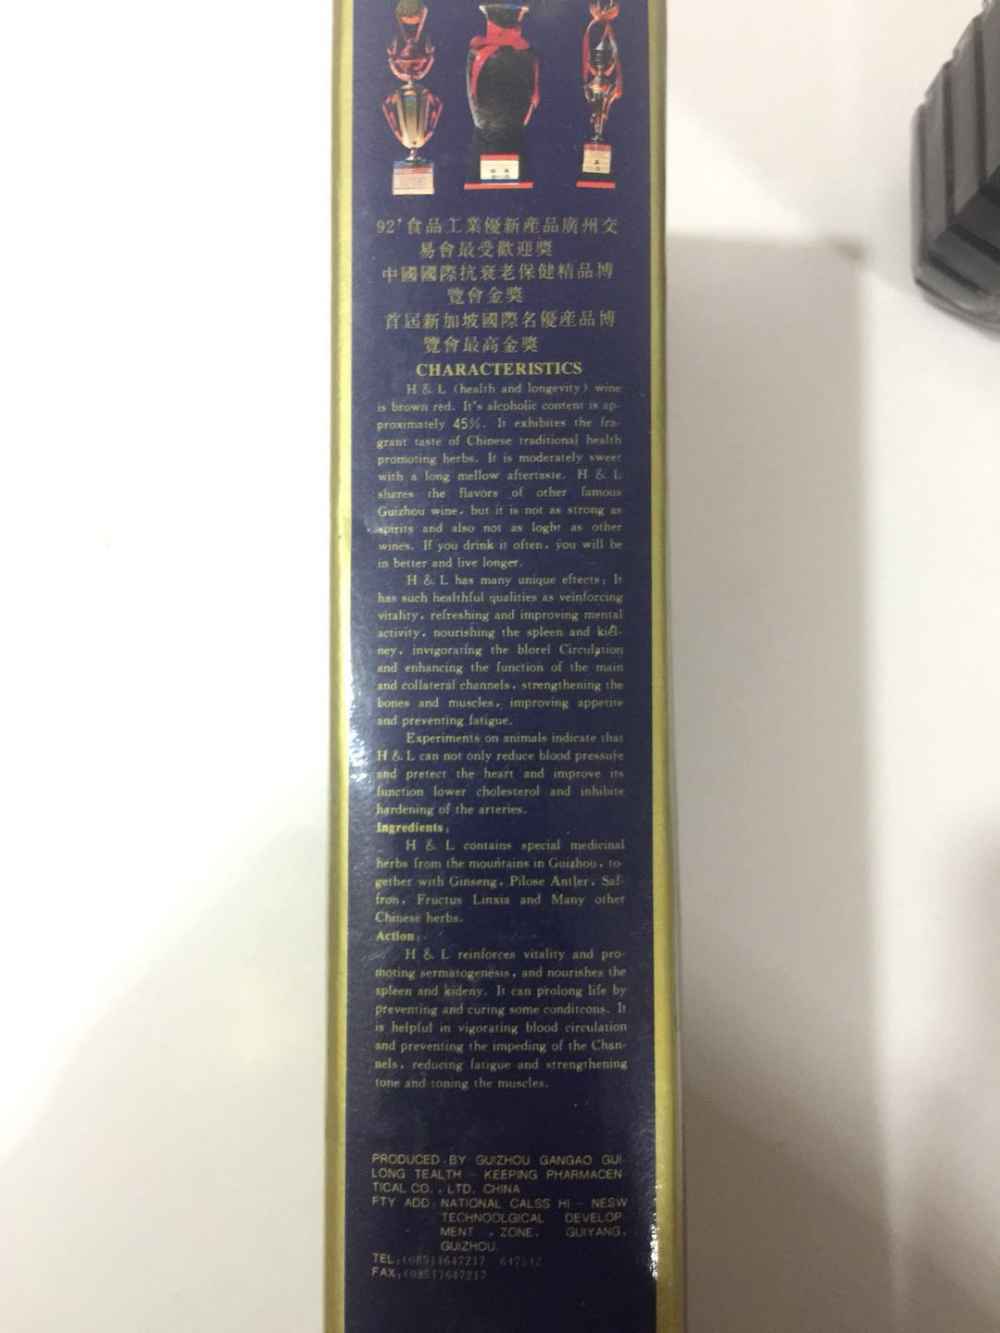 92'食品工業優新産品廣州交
易會最受歡迎獎
中國國際抗衰老保健精品博
覽會金獎
首屆新加坡國際名優産品博
覽會最高金獎
CHARACTERISTICS
H & L (health and longevity) wine
is brown red. It's alcoholic content is ap-
proximately 45%. It exhibites the fra-
grant taste of Chinese traditional health
promoting herbs. It is moderately sweet
with a long mellow aftertaste. H & L
shares the flavors of other famous
Guizhou wine, but it is not as strong as
spirits and also not as loght as other
wines. If you drink it often, you will be
in better and live longer.
H & L has many unique effects; It
has such healthful qualities as veinforcing
vitality, refreshing and improving mental
activity, nourishing the spleen and kid-
ney, invigorating the blorel Circulation
and enhancing the function of the main
and collateral channels, strengthening the
bones and muscles, improving appetite
and preventing fatigue.
Experiments on animals indicate that
H & L can not only reduce blood pressure
and pretect the heart and improve its
function lower cholesterol and inhibite
hardening of the arteries.
Ingredients:
H & L contains special medicinal
herbs from the mountains in Guizhou, to-
gether with Ginseng, Pilose Antler, Saf-
fron, Fructus Linxia and Many other
Chinese herbs.
Action:
H & L reinforces vitality and pro-
moting sermatogenesis, and nourishes the
spleen and kideny. It can prolong life by
preventing and curing some conditcons. It
is helpful in vigorating blood circulation
and preventing the impeding of the Chan-
nels, reducing fatigue and strengthening
tone and toning the muscles.
PRODUCED BY GUIZHOU GANGAO GUI
LONG TEALTH - KEEPING PHARMACEN
TICAL CO., LTD. CHINA
FTY ADD: NATIONAL CALSS HI - NESW
TECHNOOLGICAL DEVELOP
MENT , ZONE, GUIYANG,
GUIZHOU.
TEL:(0851)4647217
FAX:(0851)7647217